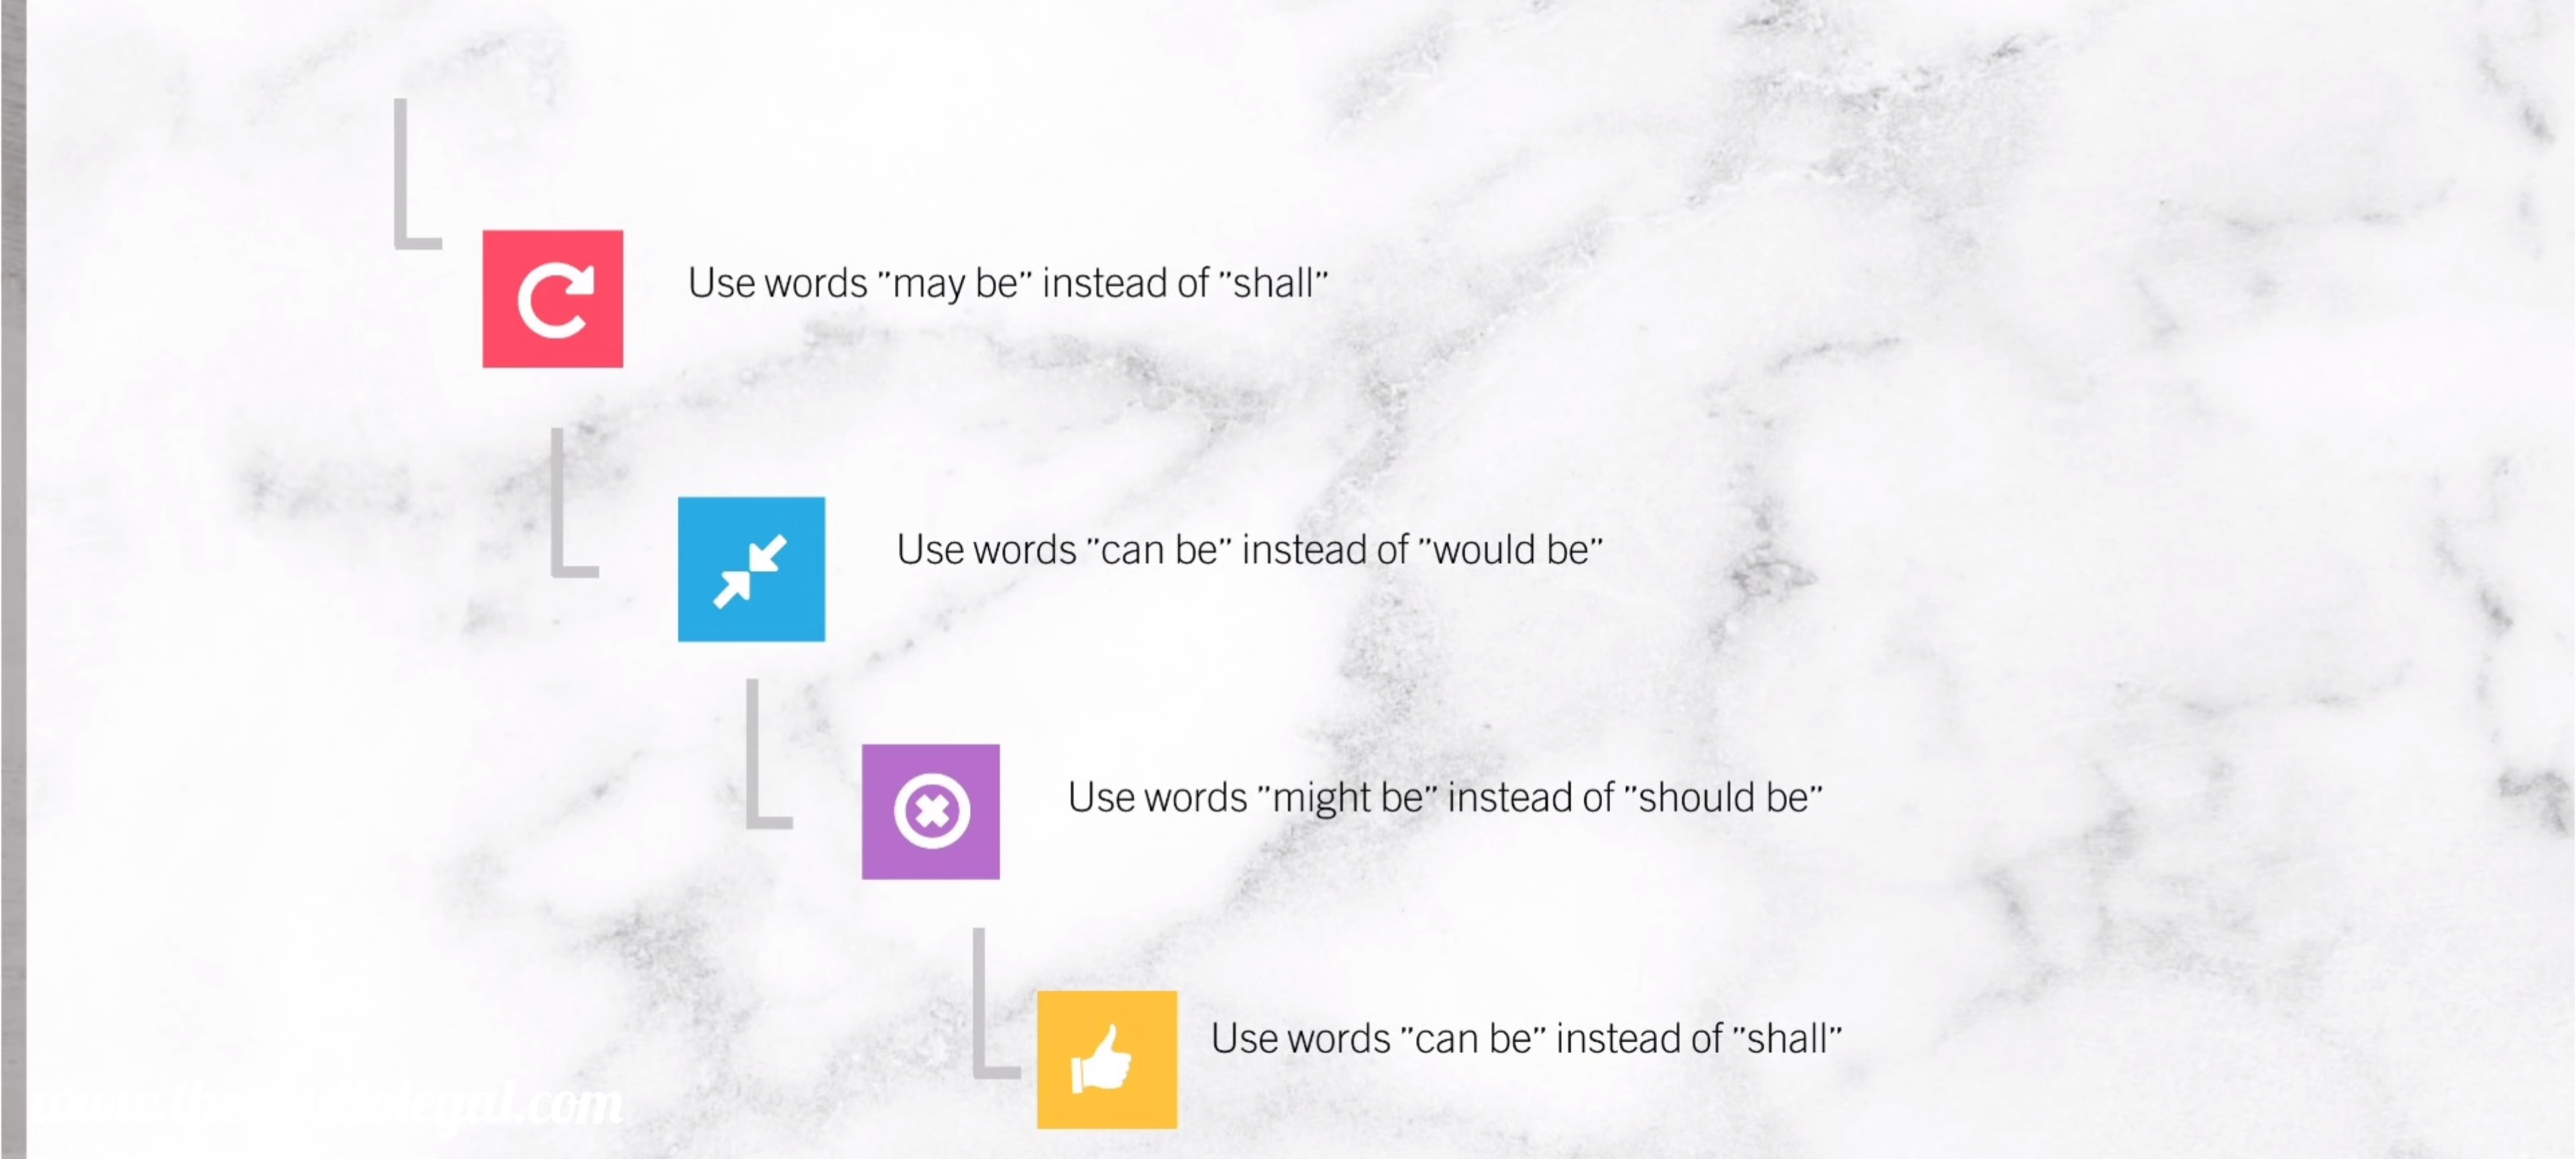 Use words ”may be” instead of ”shall”
Use words ”can be” instead of ”would be”
Use words ”might be” instead of ”should be”
Use words ”can be” instead of ”shall”